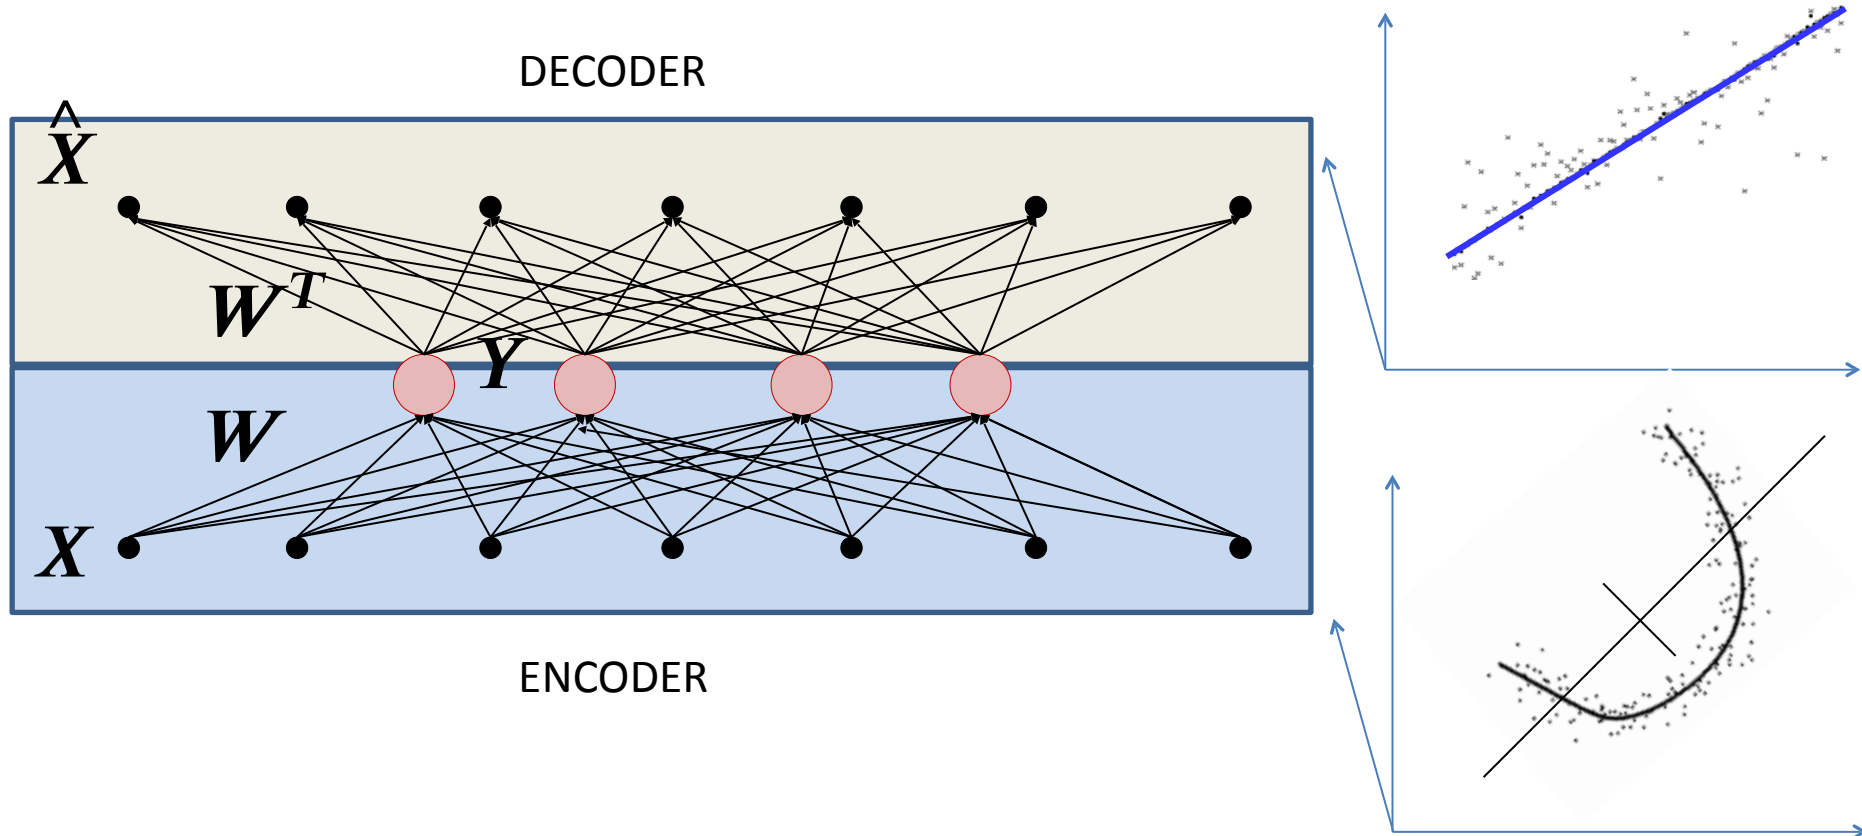 DECODER
X̂
W^T
Y
W
X
ENCODER